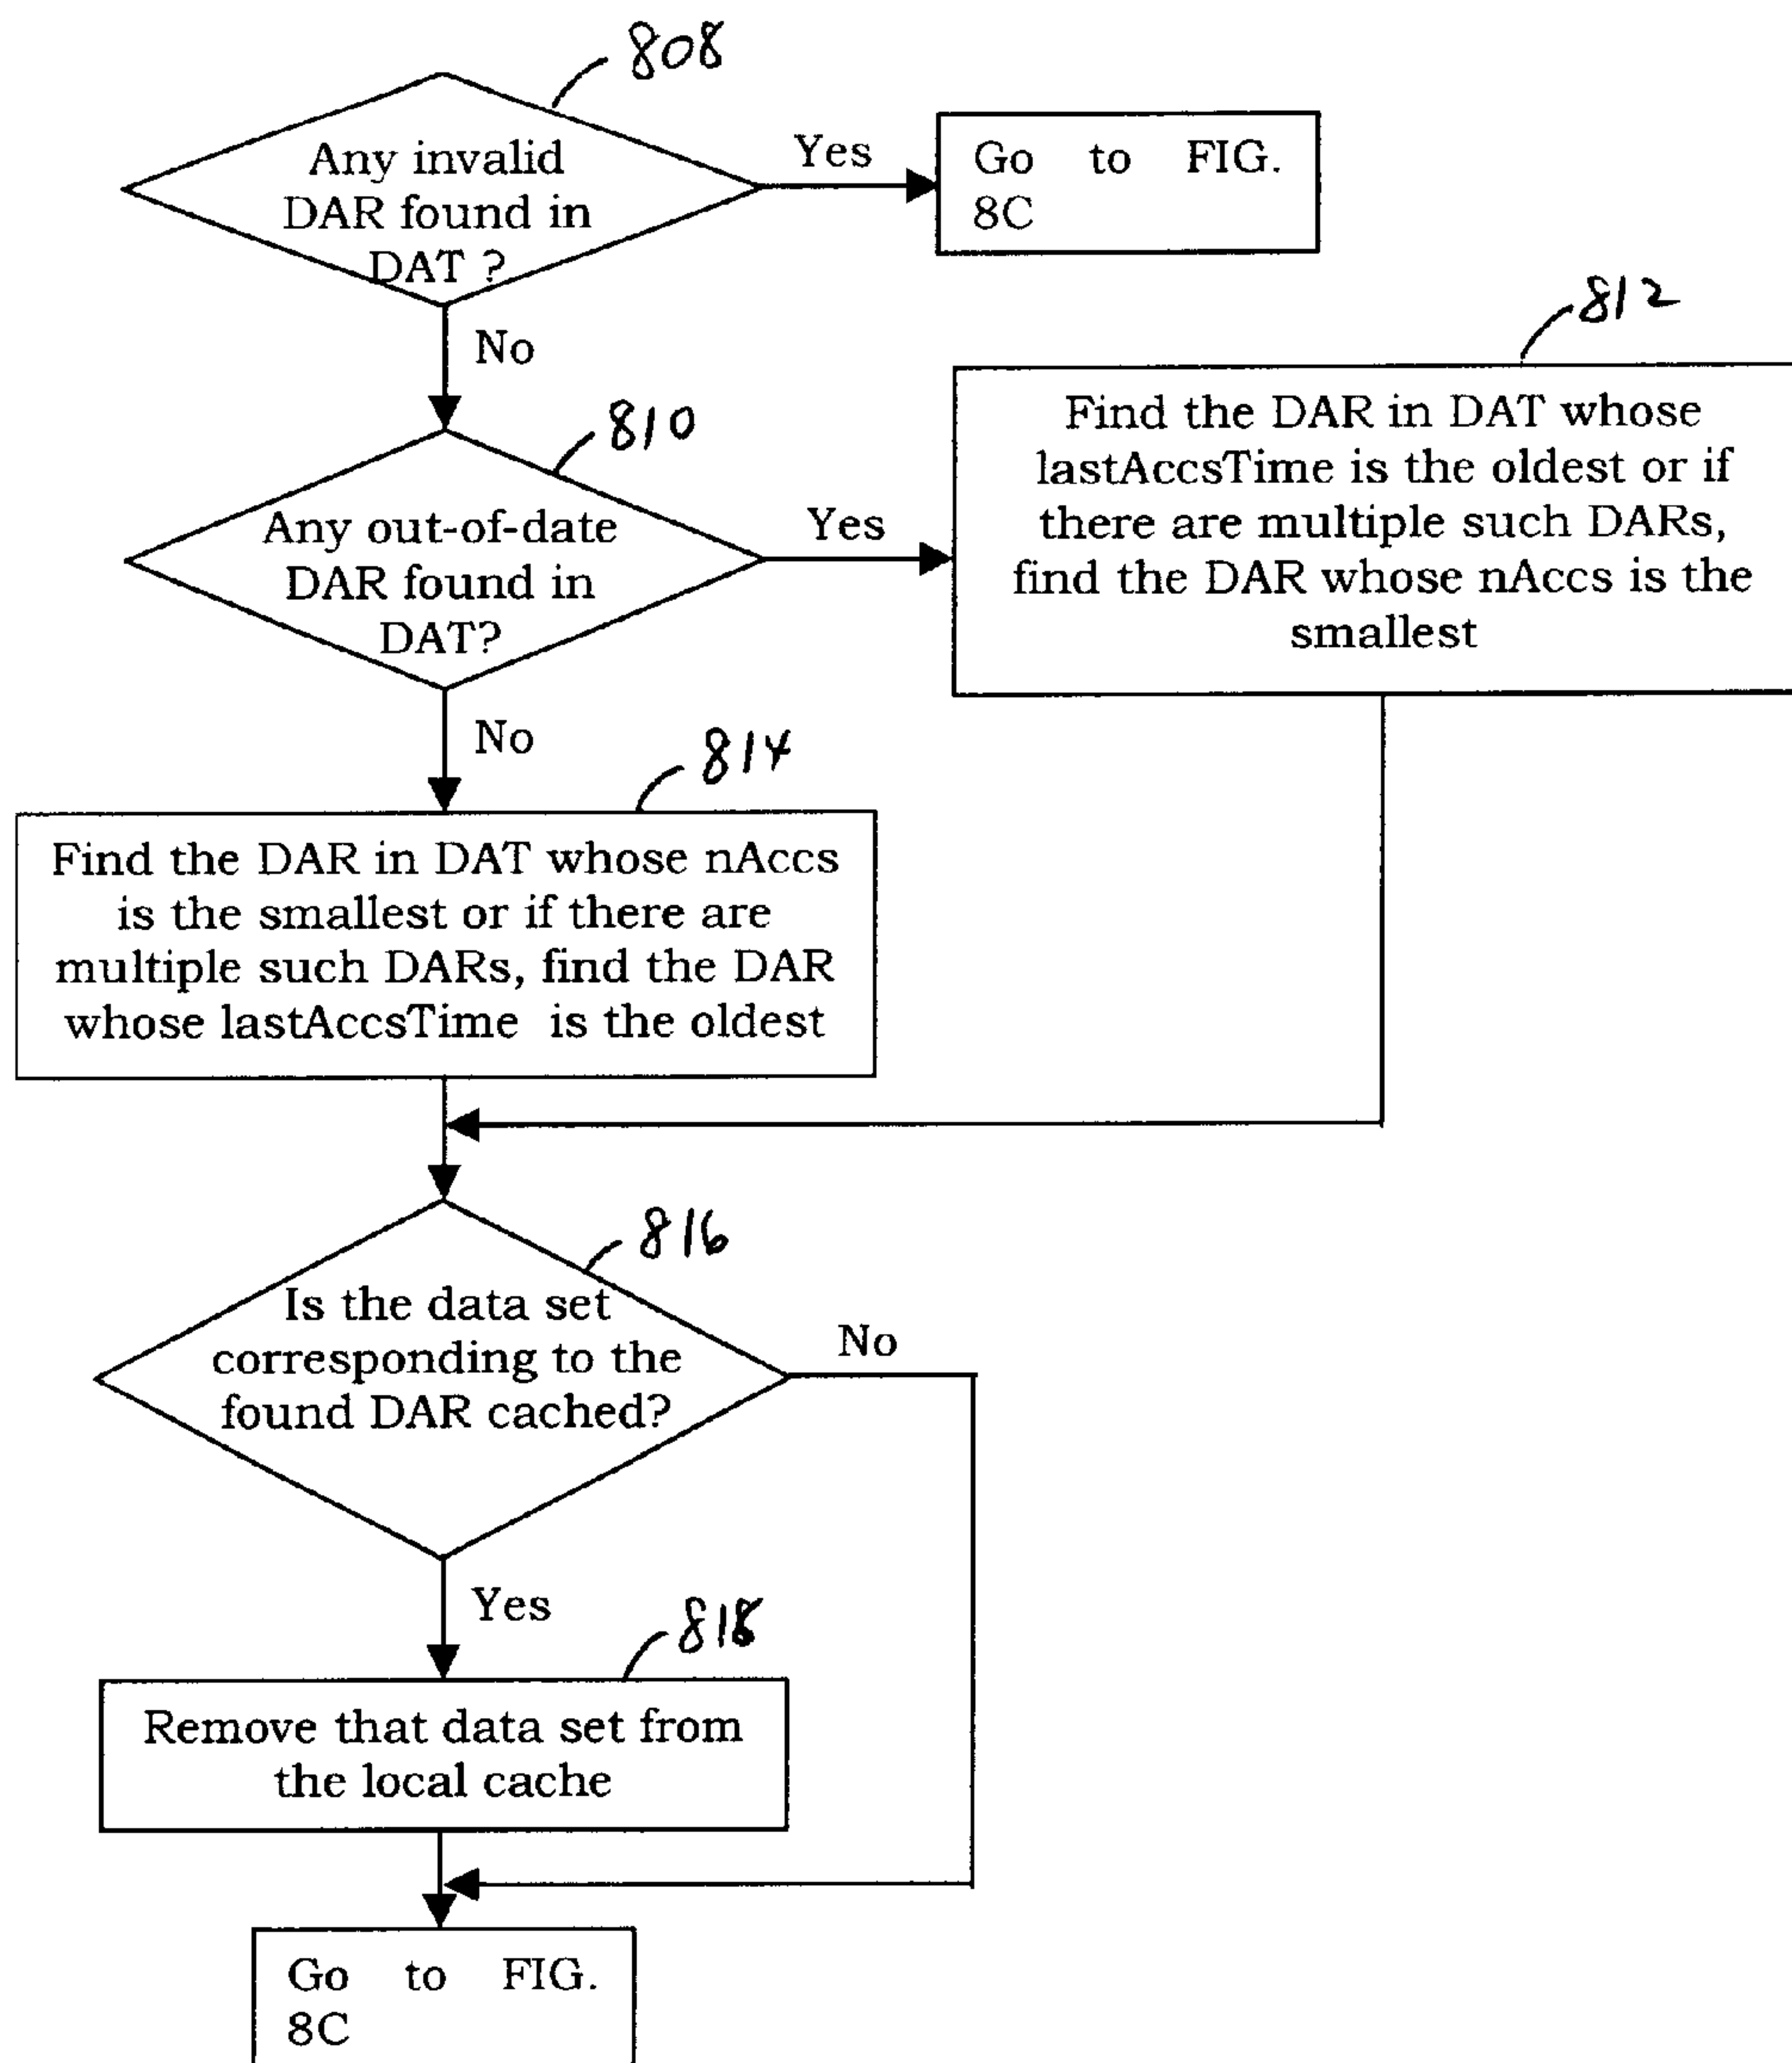 808
Any invalid
DAR found in
DAT ?
Yes
Go to FIG.
8C
No
812
810
Find the DAR in DAT whose
lastAccsTime is the oldest or if
there are multiple such DARs,
find the DAR whose nAccs is the
smallest
Any out-of-date
DAR found in
DAT?
Yes
No
814
Find the DAR in DAT whose nAccs
is the smallest or if there are
multiple such DARs, find the DAR
whose lastAccsTime is the oldest
816
Is the data set
corresponding to the
found DAR cached?
No
Yes
818
Remove that data set from
the local cache
Go to FIG.
8C